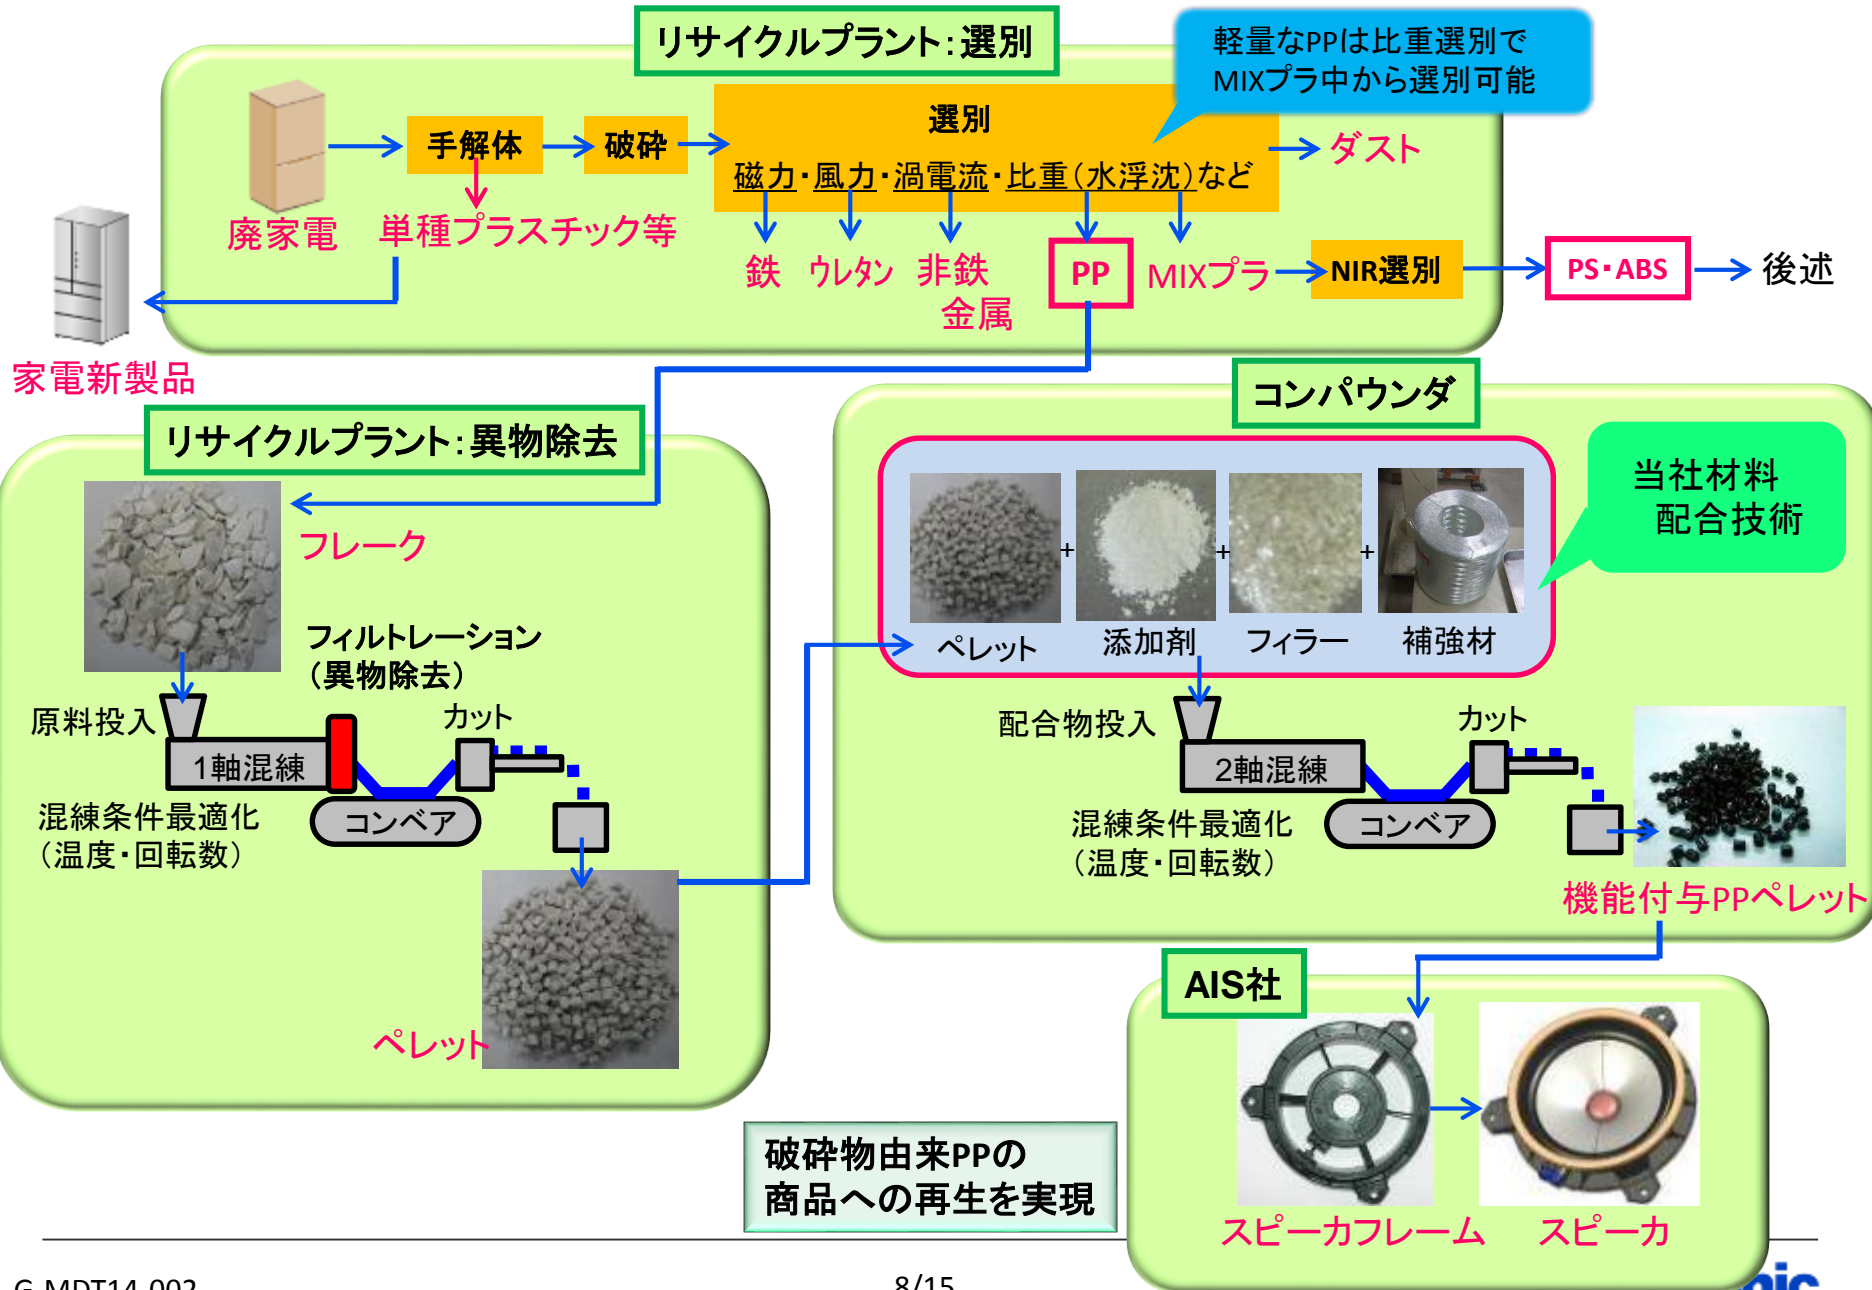 リサイクルプラント：選別
軽量なPPは比重選別で
MIXプラ中から選別可能
手解体
破砕
選別
磁力・風力・渦電流・比重（水浮沈）など
ダスト
廃家電
単種プラスチック等
鉄
ウレタン
非鉄
金属
PP
MIXプラ
NIR選別
PS・ABS
後述
家電新製品
リサイクルプラント：異物除去
フレーク
フィルトレーション
（異物除去）
原料投入
カット
1軸混練
コンベア
混練条件最適化
（温度・回転数）
ペレット
コンパウンダ
当社材料
配合技術
+
+
+
ペレット
添加剤
フィラー
補強材
配合物投入
カット
2軸混練
コンベア
混練条件最適化
（温度・回転数）
機能付与PPペレット
AIS社
スピーカフレーム
スピーカ
破砕物由来PPの
商品への再生を実現
G-MDT14-002
8/15